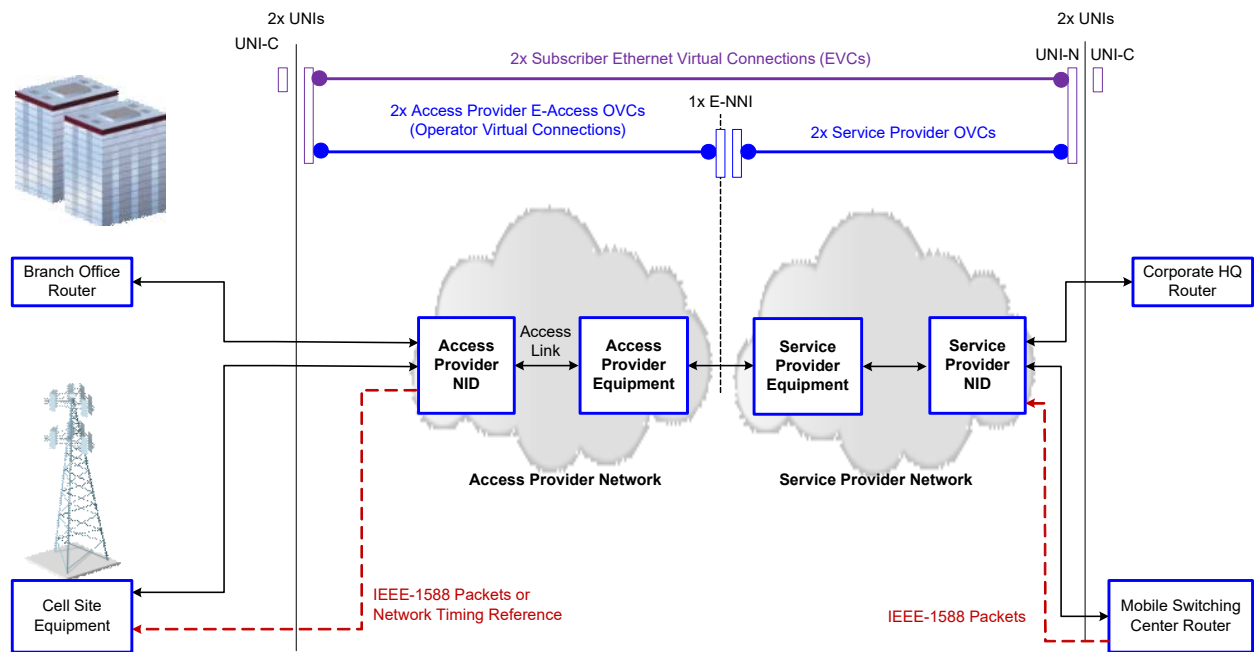 2x UNIs
2x UNIs
UNI-C
UNI-N
UNI-C
2x Subscriber Ethernet Virtual Connections (EVCs)
2x Access Provider E-Access OVCs
(Operator Virtual Connections)
1x E-NNI
2x Service Provider OVCs
Branch Office
Router
Corporate HQ
Router
Access
Provider
NID
Access
Link
Access
Provider
Equipment
Service
Provider
Equipment
Service
Provider
NID
Access Provider Network
Service Provider Network
Cell Site
Equipment
IEEE-1588 Packets or
Network Timing Reference
IEEE-1588 Packets
Mobile Switching
Center Router